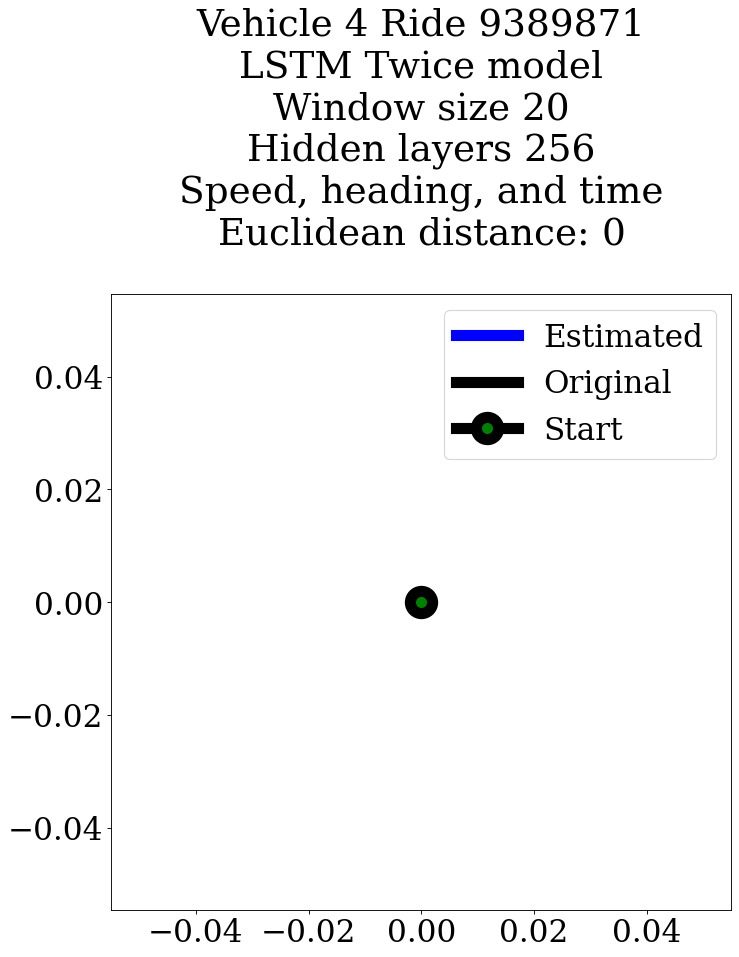 Vehicle 4 Ride 9389871
LSTM Twice model
Window size 20
Hidden layers 256
Speed, heading, and time
Euclidean distance: 0
Estimated
Original
Start
0.04
0.02
0.00
−0.02
−0.04
−0.04 −0.02 0.00 0.02 0.04